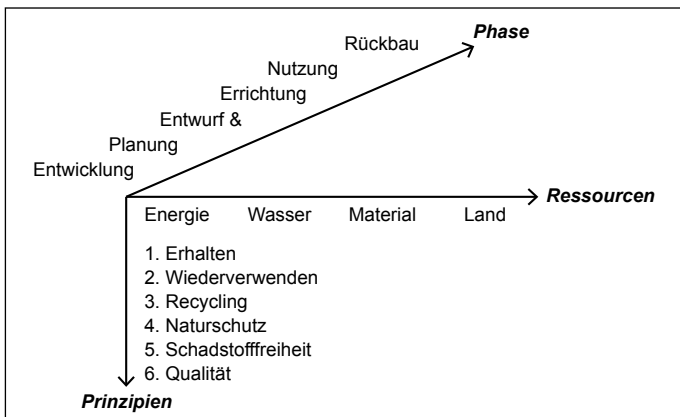 Phase
Rückbau
Nutzung
Errichtung
Entwurf &
Planung
Entwicklung
Ressourcen
Energie Wasser Material Land
1. Erhalten
2. Wiederverwenden
3. Recycling
4. Naturschutz
5. Schadstofffreiheit
6. Qualität
Prinzipien